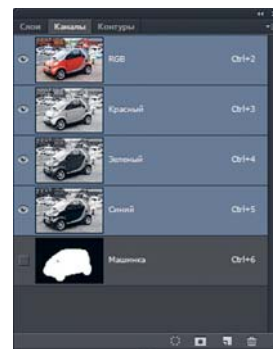 Слои Каналы Контуры
RGB Ctrl+2
Красный Ctrl+3
Зеленый Ctrl+4
Синий Ctrl+5
Машинка Ctrl+6